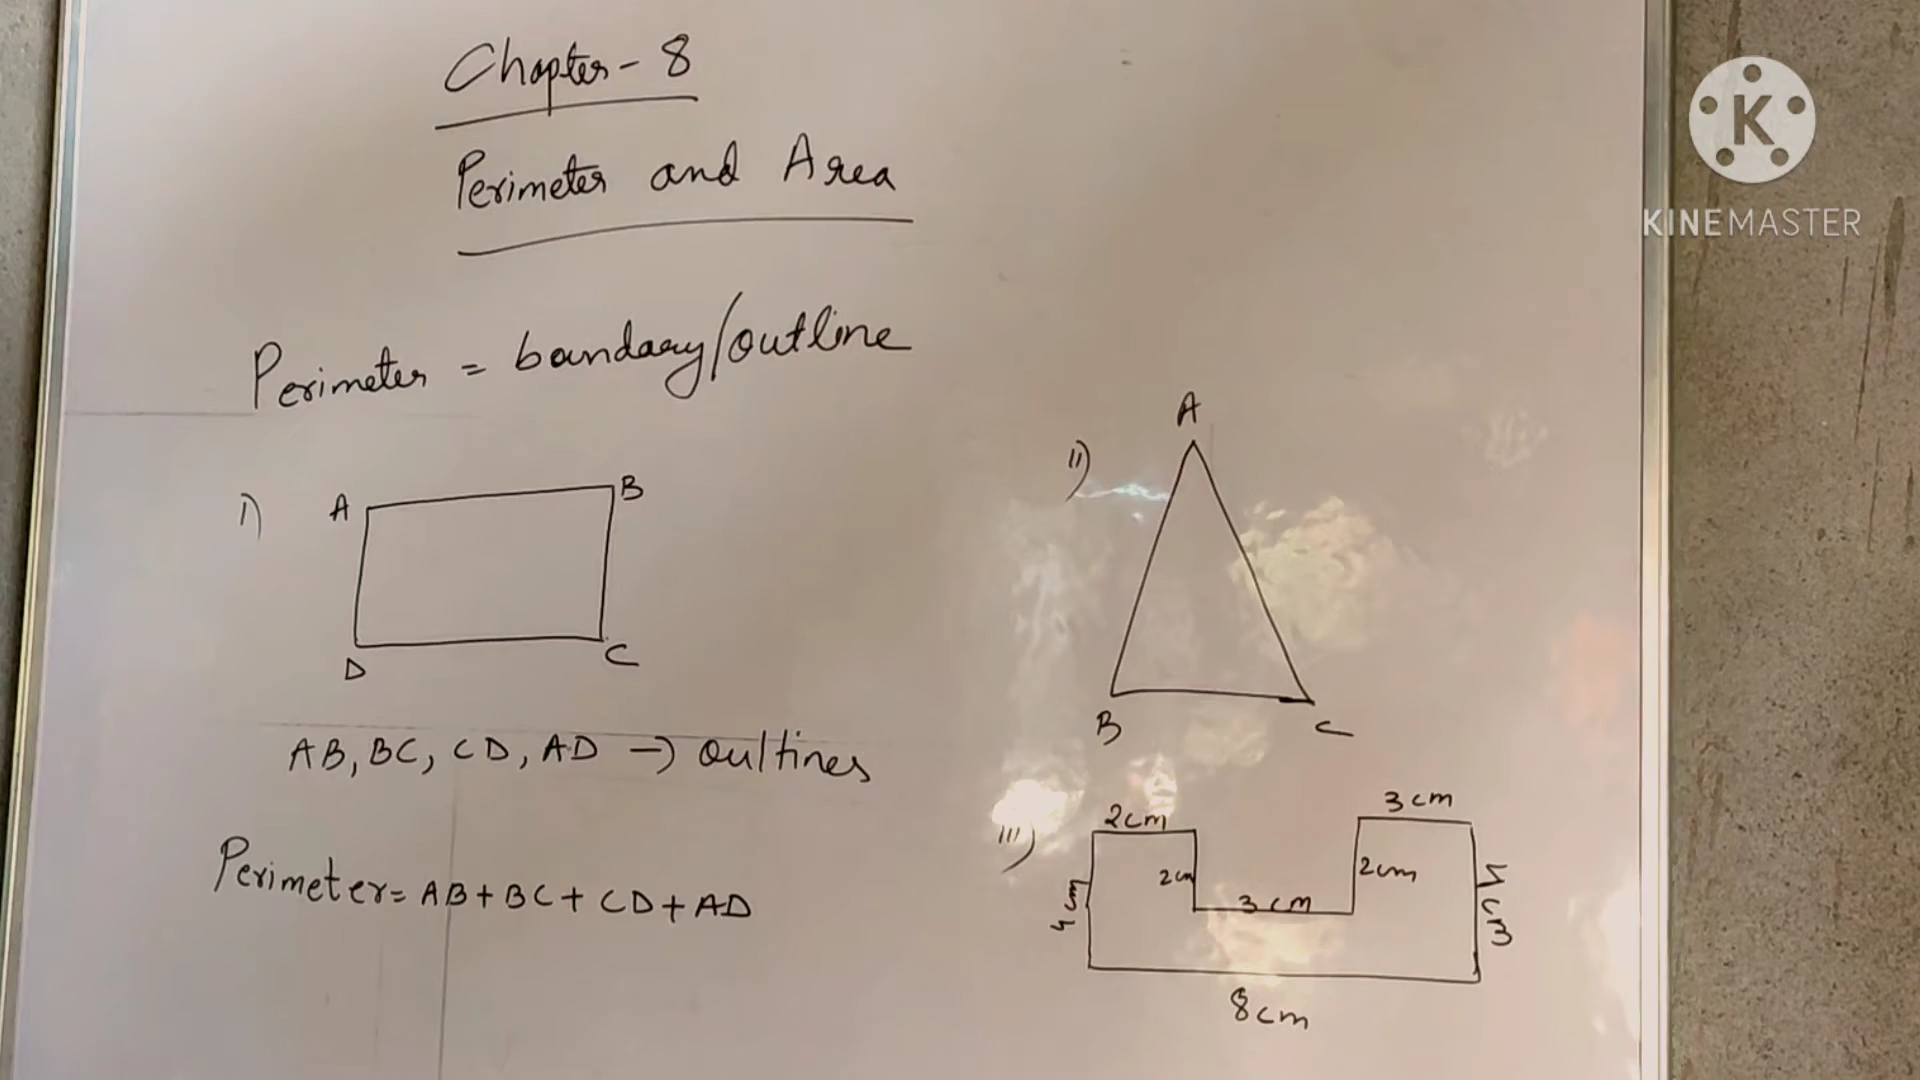 Chapter - 8
Perimeter and Area
K
KINEMASTER
Perimeter = boundary/outline
i)
A
B
D
C
ii)
A
B
C
AB, BC, CD, AD → outlines
Perimeter = AB + BC + CD + AD
iii)
2cm
3cm
4cm
2cm
3cm
2cm
4cm
8cm